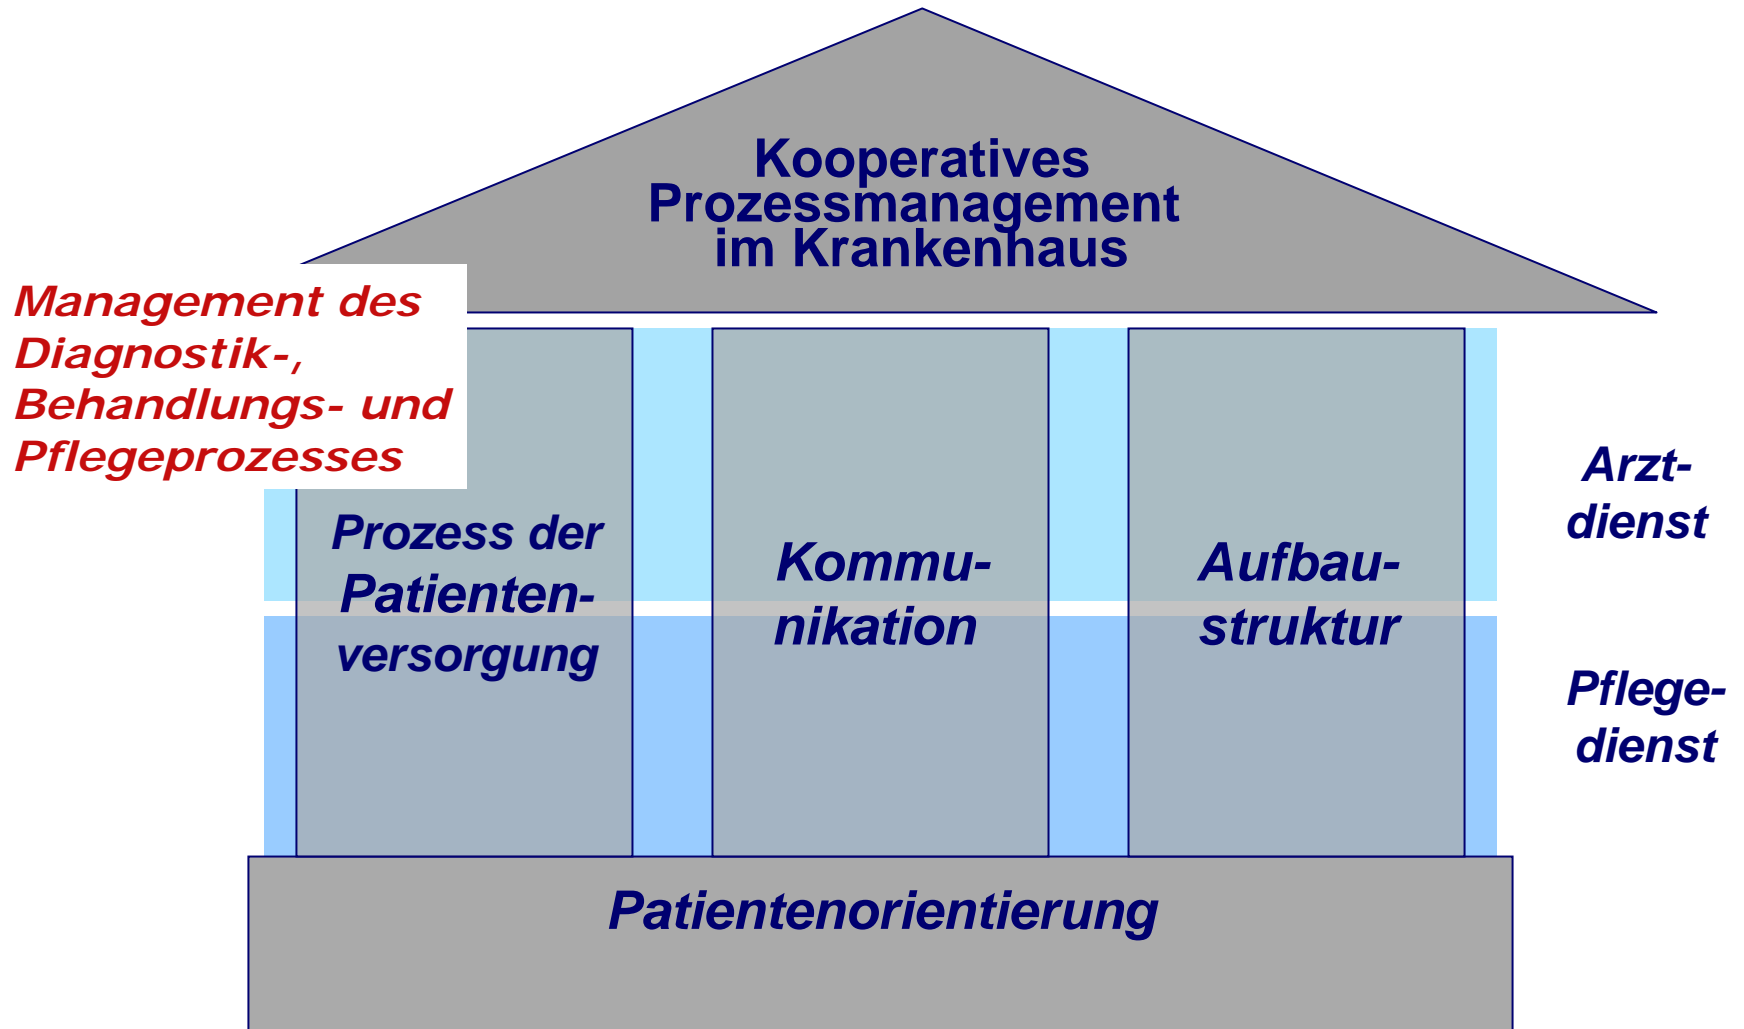 Kooperatives
Prozessmanagement
im Krankenhaus
Management des
Diagnostik-,
Behandlungs- und
Pflegeprozesses
Prozess der
Patienten-
versorgung
Kommu-
nikation
Aufbau-
struktur
Arzt-
dienst
Pflege-
dienst
Patientenorientierung